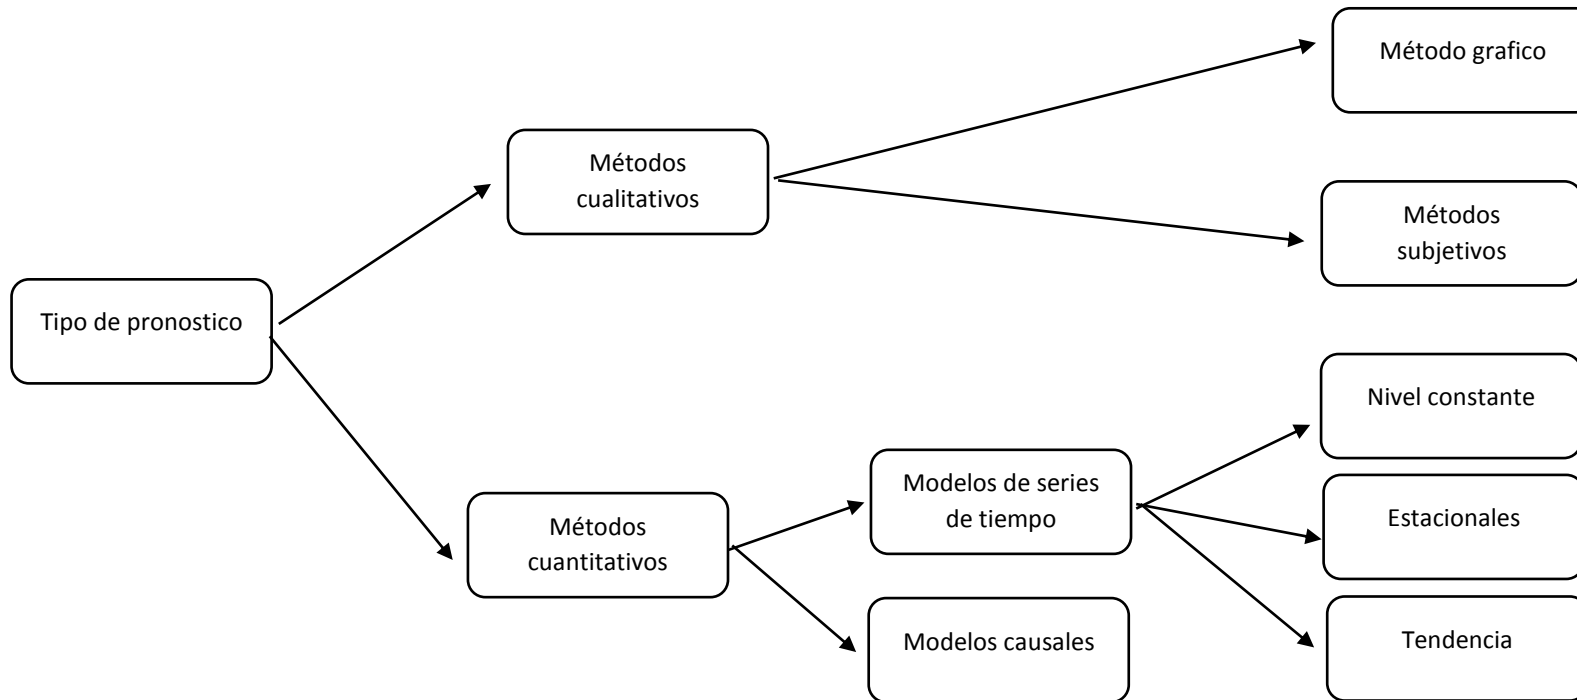 Método grafico
Métodos
cualitativos
Métodos
subjetivos
Tipo de pronostico
Nivel constante
Modelos de series
de tiempo
Estacionales
Métodos
cuantitativos
Modelos causales
Tendencia